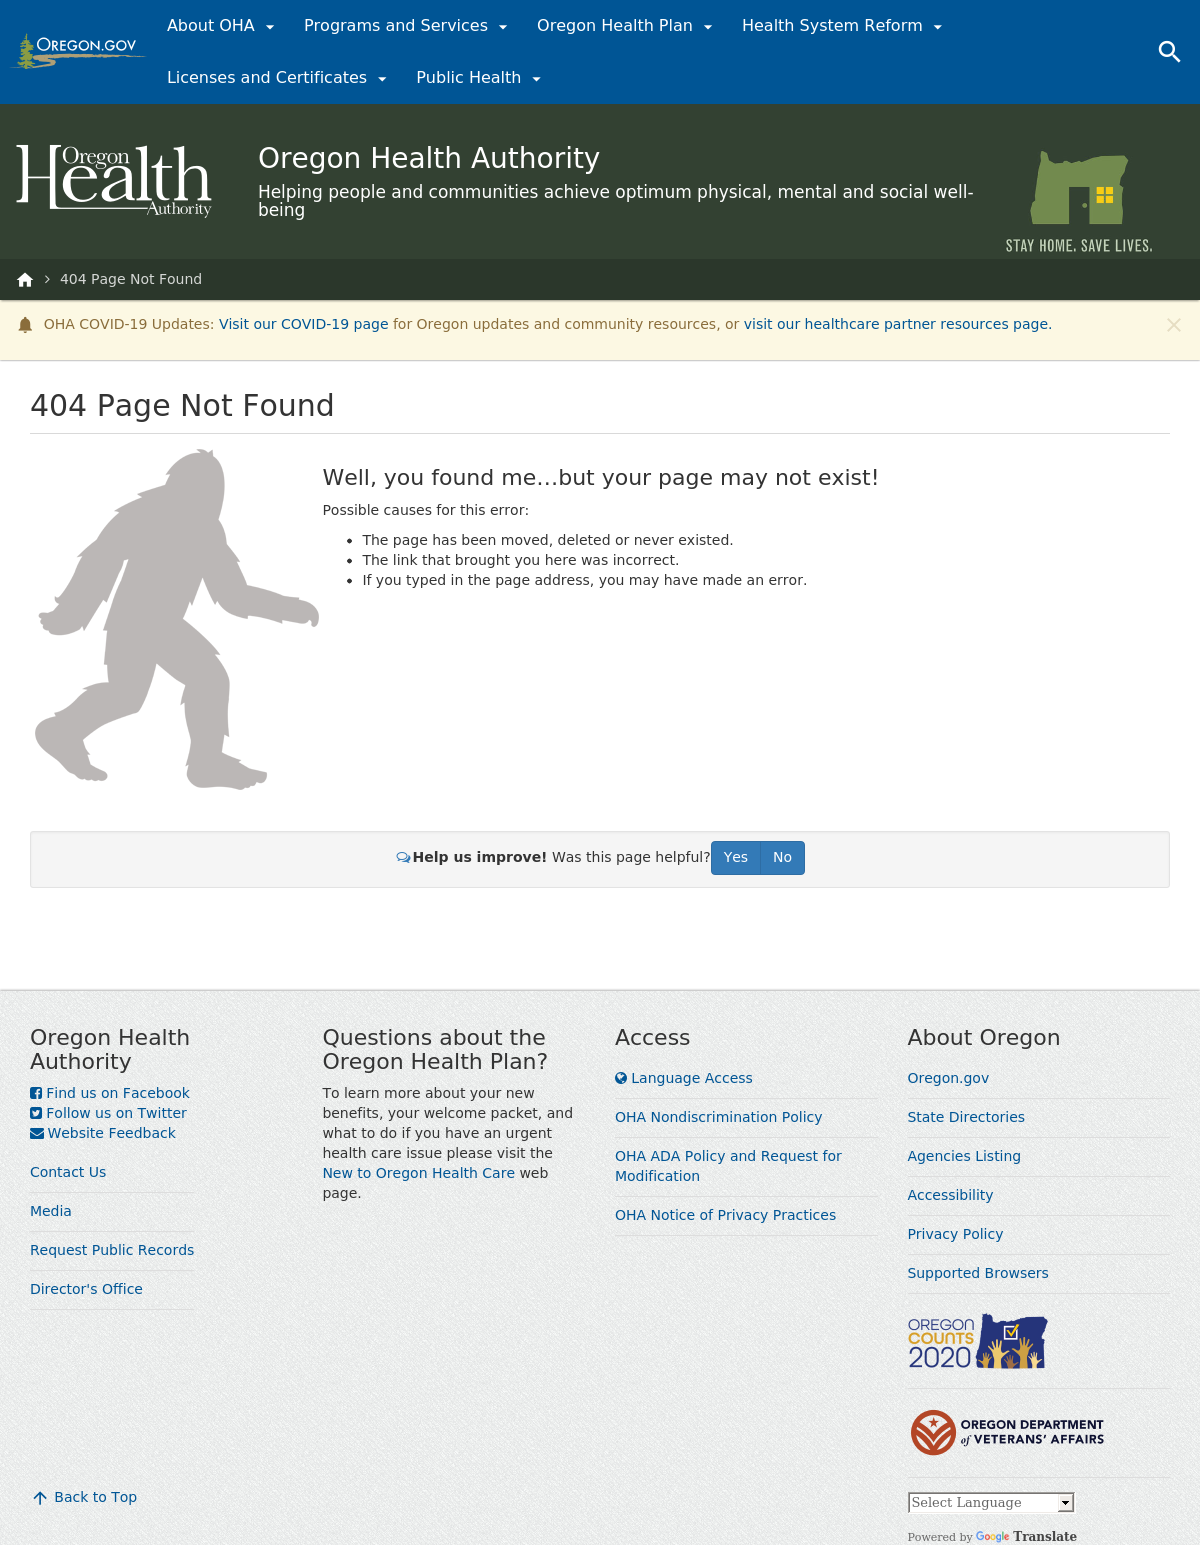 OREGON.GOV
About OHA
Programs and Services
Oregon Health Plan
Health System Reform
Licenses and Certificates
Public Health
Oregon
Health
Authority
Oregon Health Authority
Helping people and communities achieve optimum physical, mental and social well-
being
STAY HOME. SAVE LIVES.
404 Page Not Found
OHA COVID-19 Updates: Visit our COVID-19 page for Oregon updates and community resources, or visit our healthcare partner resources page.
404 Page Not Found
Well, you found me...but your page may not exist!
Possible causes for this error:
• The page has been moved, deleted or never existed.
• The link that brought you here was incorrect.
• If you typed in the page address, you may have made an error.
Help us improve! Was this page helpful? Yes No
Oregon Health
Authority
Find us on Facebook
Follow us on Twitter
Website Feedback
Contact Us
Media
Request Public Records
Director's Office
Back to Top
Questions about the
Oregon Health Plan?
To learn more about your new
benefits, your welcome packet, and
what to do if you have an urgent
health care issue please visit the
New to Oregon Health Care web
page.
Access
Language Access
OHA Nondiscrimination Policy
OHA ADA Policy and Request for
Modification
OHA Notice of Privacy Practices
About Oregon
Oregon.gov
State Directories
Agencies Listing
Accessibility
Privacy Policy
Supported Browsers
OREGON
COUNTS
2020
OREGON DEPARTMENT
of VETERANS' AFFAIRS
Select Language
Powered by Google Translate